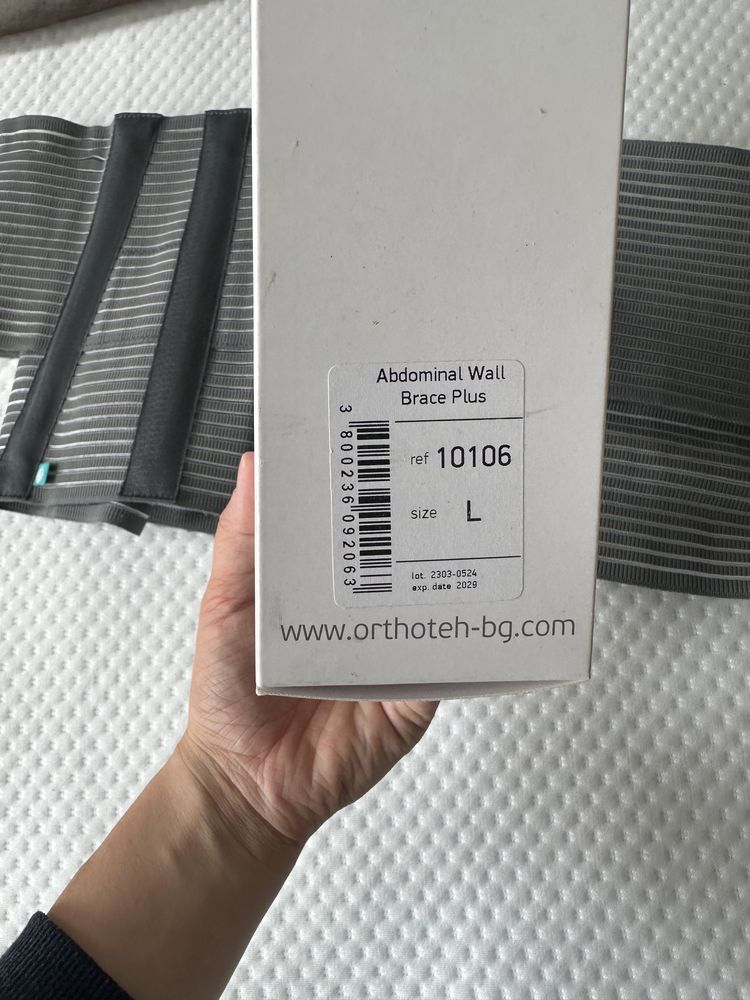 Abdominal Wall
Brace Plus
3 800236 092063
ref 10106
size L
lot. 2303-0524
exp. date 2029
www.orthoteh-bg.com